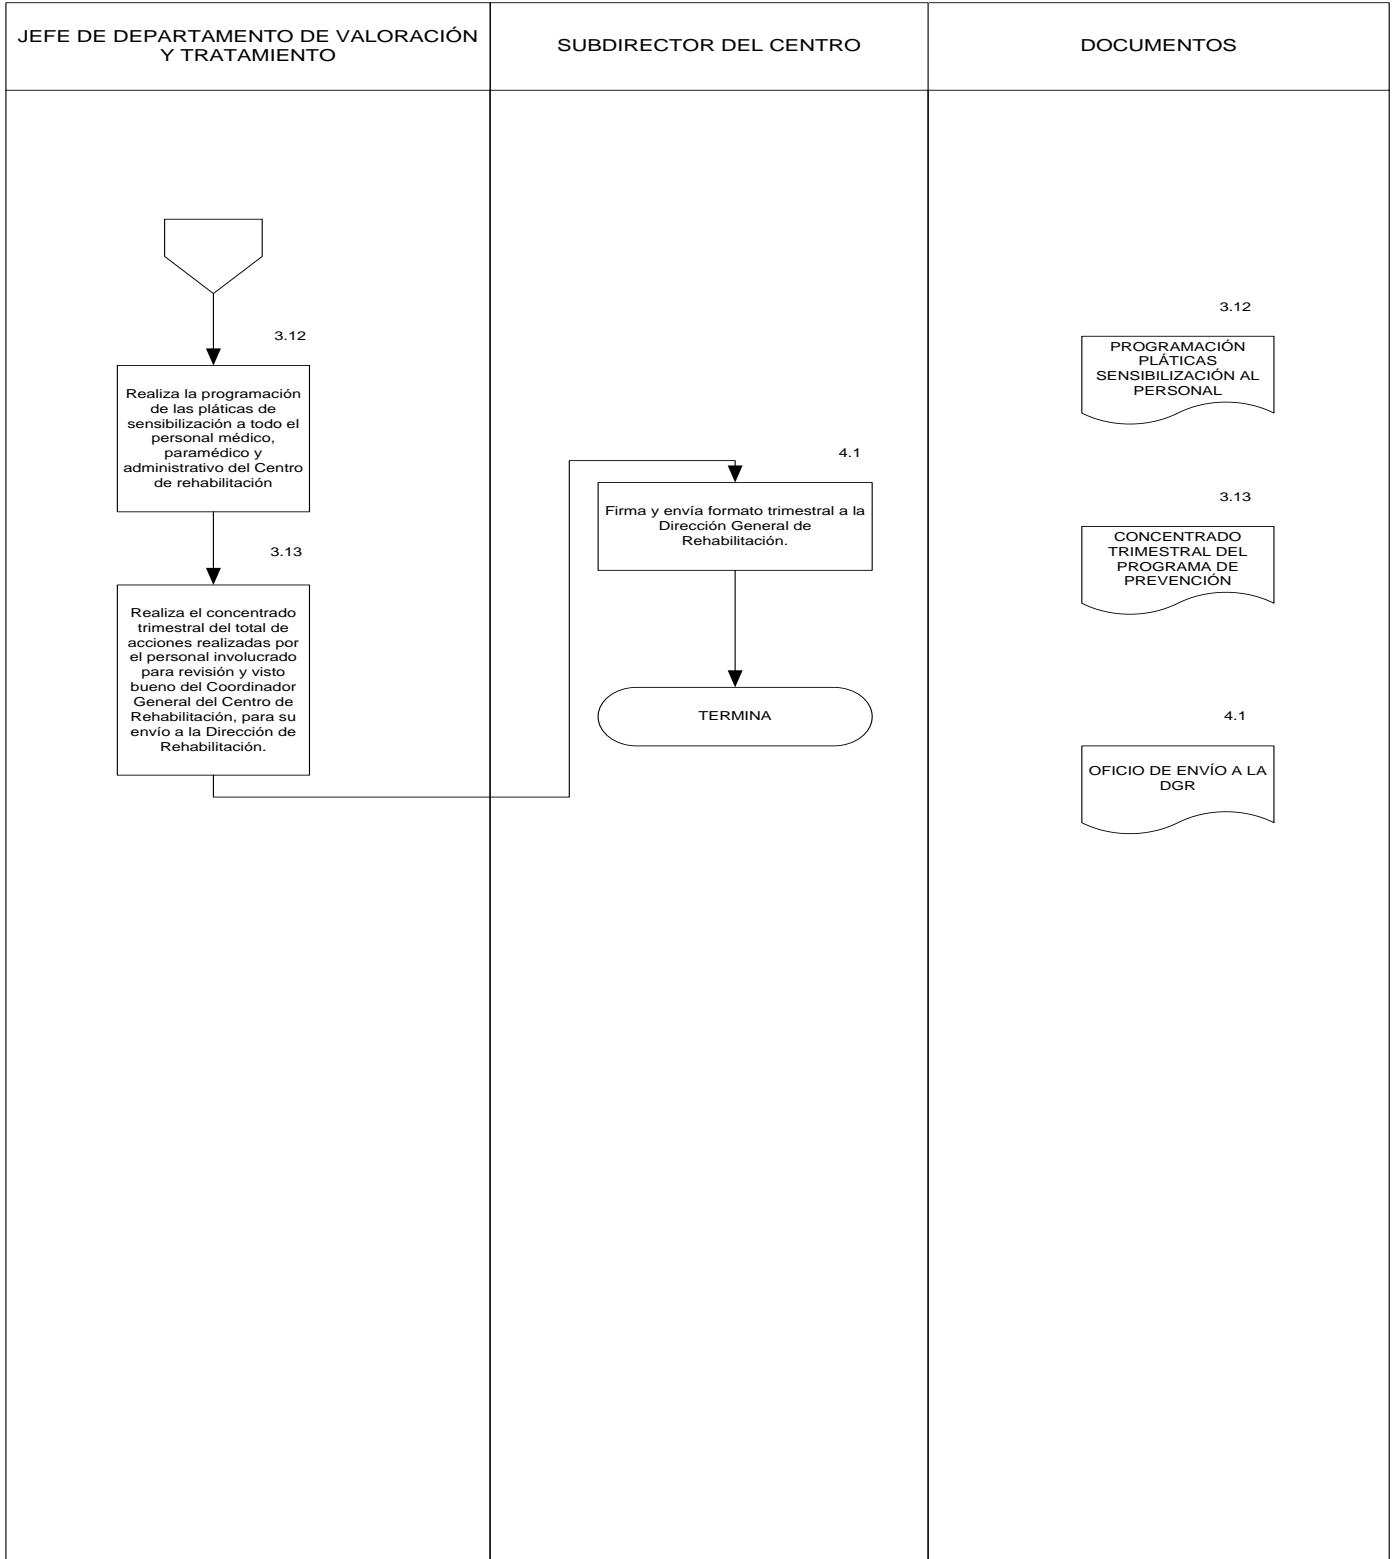 JEFE DE DEPARTAMENTO DE VALORACIÓN
Y TRATAMIENTO
SUBDIRECTOR DEL CENTRO
DOCUMENTOS
3.12
Realiza la programación
de las pláticas de
sensibilización a todo el
personal médico,
paramédico y
administrativo del Centro
de rehabilitación
3.13
Realiza el concentrado
trimestral del total de
acciones realizadas por
el personal involucrado
para revisión y visto
bueno del Coordinador
General del Centro de
Rehabilitación, para su
envío a la Dirección de
Rehabilitación.
4.1
Firma y envía formato trimestral a la
Dirección General de
Rehabilitación.
TERMINA
3.12
PROGRAMACIÓN
PLÁTICAS
SENSIBILIZACIÓN AL
PERSONAL
3.13
CONCENTRADO
TRIMESTRAL DEL
PROGRAMA DE
PREVENCIÓN
4.1
OFICIO DE ENVÍO A LA
DGR